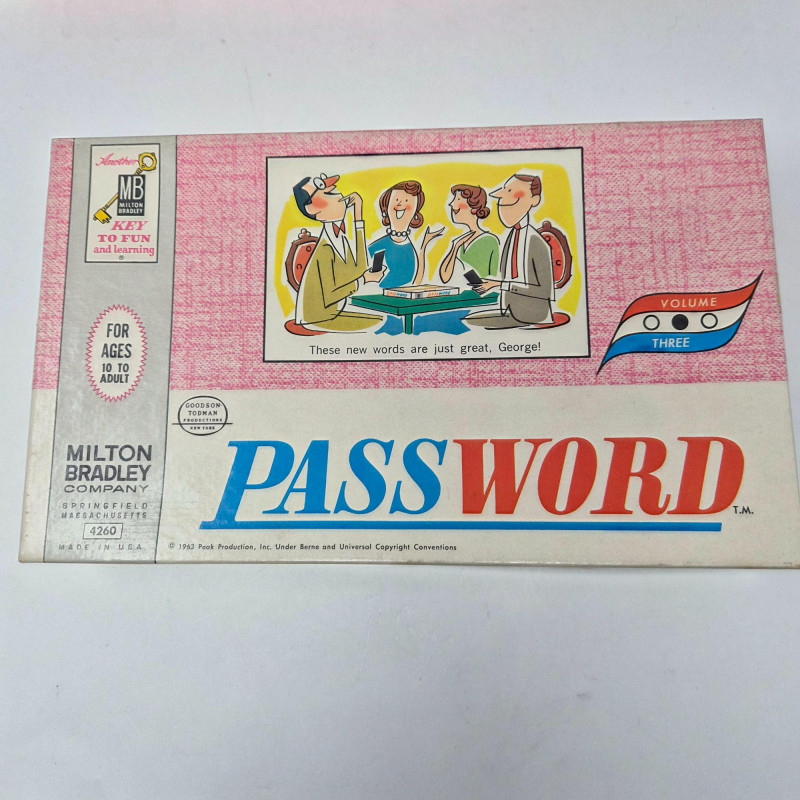 Another
MB
MILTON
BRADLEY
KEY
TO FUN
and learning
®
FOR
AGES
10 TO
ADULT
MILTON
BRADLEY
COMPANY
SPRINGFIELD
MASSACHUSETTS
4260
MADE IN U.S.A.
These new words are just great, George!
VOLUME
THREE
GOODSON-
TODMAN
PRODUCTIONS
NEW YORK
PASSWORD T.M.
© 1963 Peak Production, Inc. Under Berne and Universal Copyright Conventions